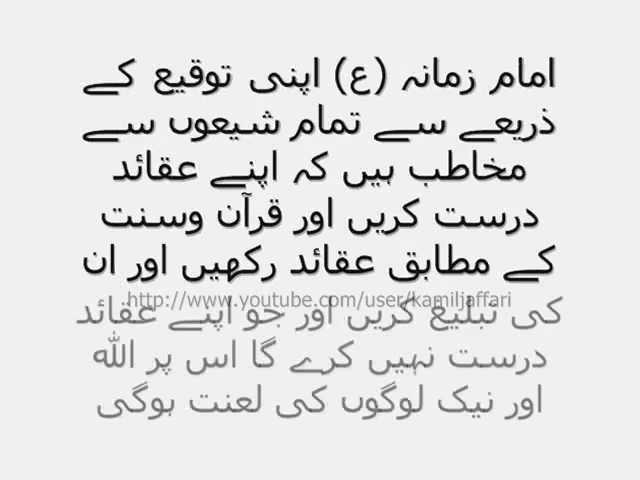 امام زمانہ (ع) اپنی توقیع کے
ذریعے سے تمام شیعوں سے
مخاطب ہیں کہ اپنے عقائد
درست کریں اور قرآن وسنت
کے مطابق عقائد رکھیں اور ان
http://www.youtube.com/user/kamiljaffari
کی تبلیغ کریں اور جو اپنے عقائد
درست نہیں کرے گا اس پر اللہ
اور نیک لوگوں کی لعنت ہوگی